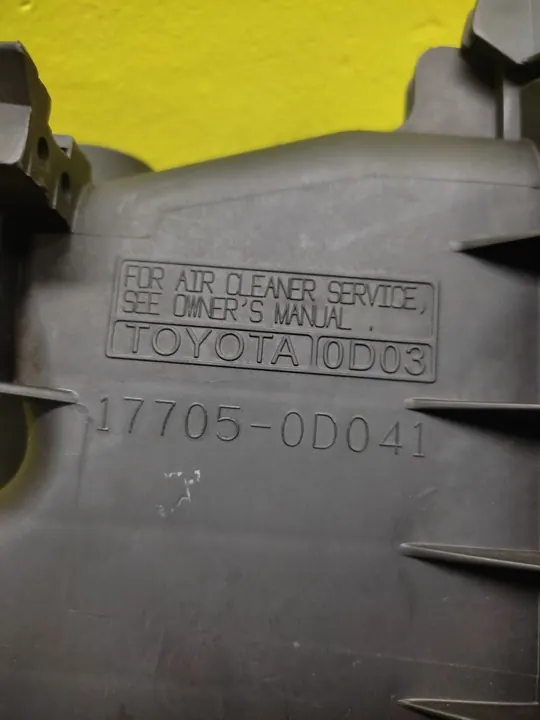 FOR AIR CLEANER SERVICE,
SEE OWNER'S MANUAL.
TOYOTA 0D03
17705-0D041